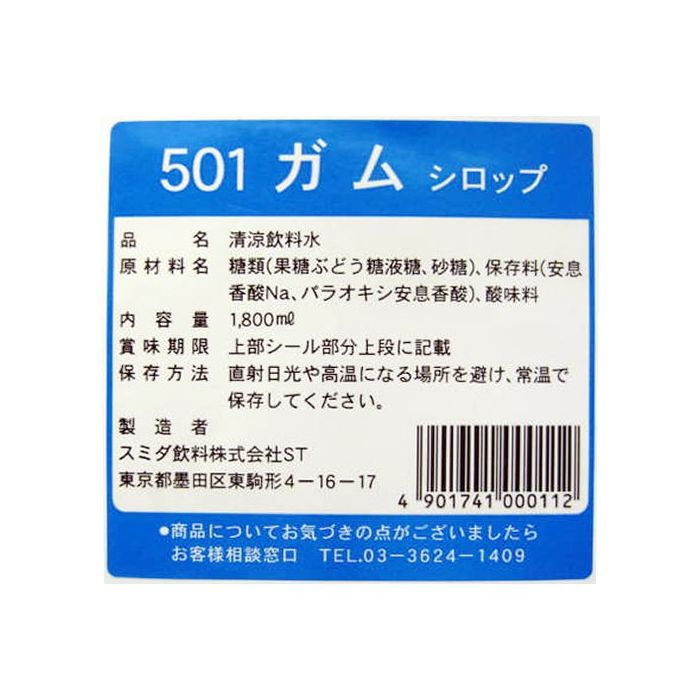 501 ガム シロップ
品名 清涼飲料水
原材料名 糖類(果糖ぶどう糖液糖、砂糖)、保存料(安息
香酸Na、パラオキシ安息香酸)、酸味料
内容量 1,800㎖
賞味期限 上部シール部分上段に記載
保存方法 直射日光や高温になる場所を避け、常温で
保存してください。
製造者
スミダ飲料株式会社ST
東京都墨田区東駒形4-16-17
4 901741 000112
●商品についてお気づきの点がございましたら
お客様相談窓口 TEL.03-3624-1409